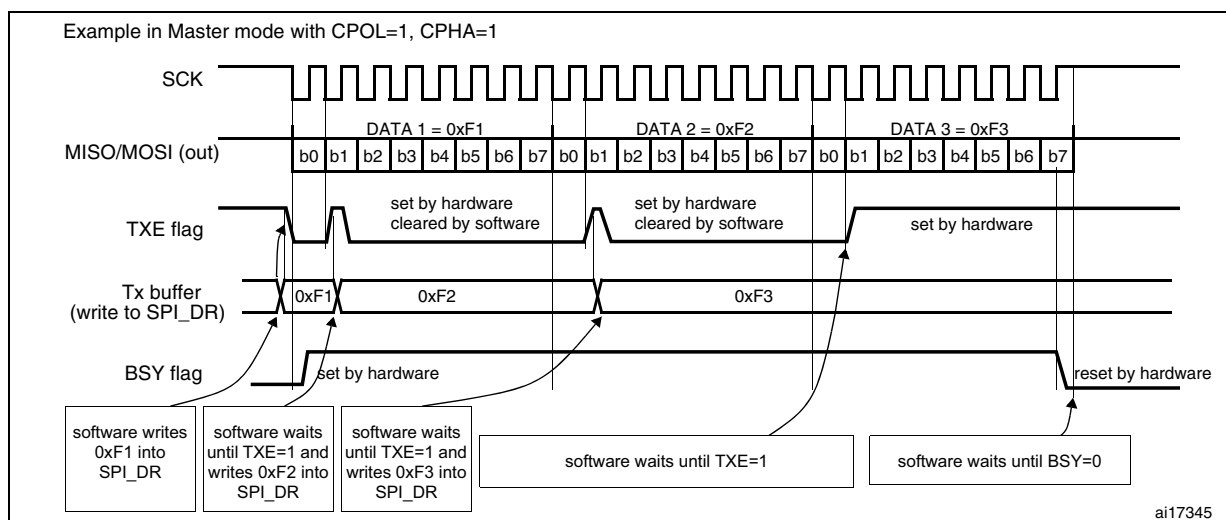 Example in Master mode with CPOL=1, CPHA=1
SCK
DATA 1 = 0xF1
DATA 2 = 0xF2
DATA 3 = 0xF3
MISO/MOSI (out)
b0 b1 b2 b3 b4 b5 b6 b7 b0 b1 b2 b3 b4 b5 b6 b7 b0 b1 b2 b3 b4 b5 b6 b7
TXE flag
set by hardware
cleared by software
set by hardware
cleared by software
set by hardware
Tx buffer
(write to SPI_DR)
0xF1
0xF2
0xF3
BSY flag
set by hardware
reset by hardware
software writes
0xF1 into
SPI_DR
software waits
until TXE=1 and
writes 0xF2 into
SPI_DR
software waits
until TXE=1 and
writes 0xF3 into
SPI_DR
software waits until TXE=1
software waits until BSY=0
ai17345